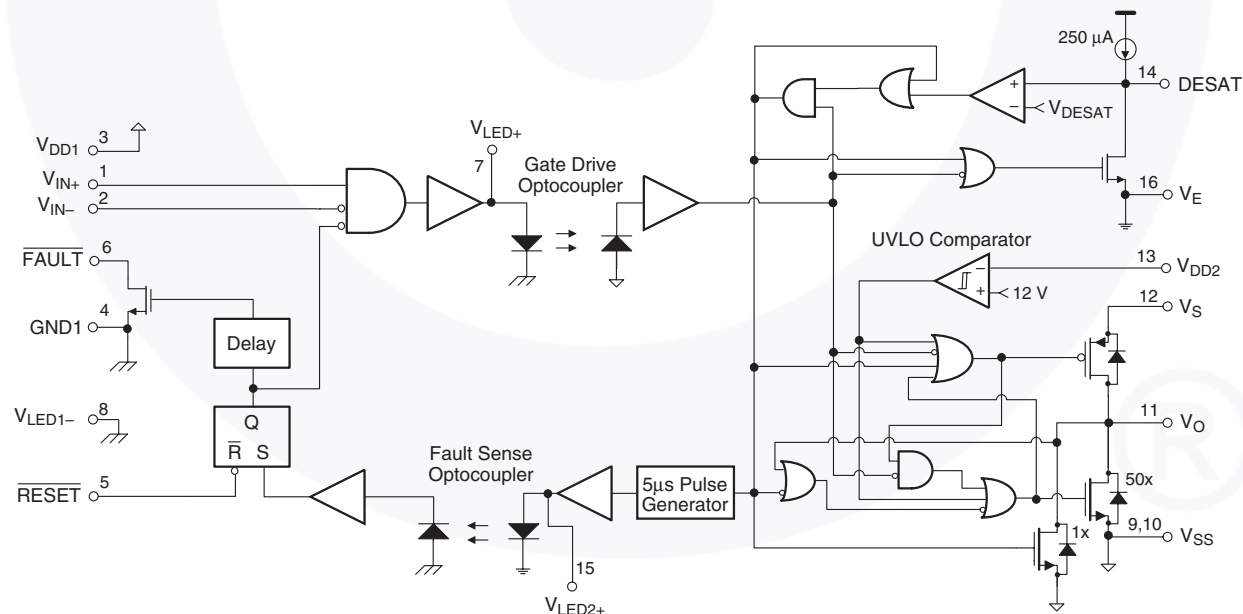 250 μA
14
DESAT
+
−
VDESAT
VLED+
7
Gate Drive
Optocoupler
VDD1
3
VIN+
1
VIN−
2
16
VE
FAULT
6
UVLO Comparator
−
+
12 V
13
VDD2
12
VS
GND1
4
Delay
VLED1−
8
Q
R S
RESET
5
Fault Sense
Optocoupler
5μs Pulse
Generator
11
VO
50x
1x
9,10
VSS
15
VLED2+
®